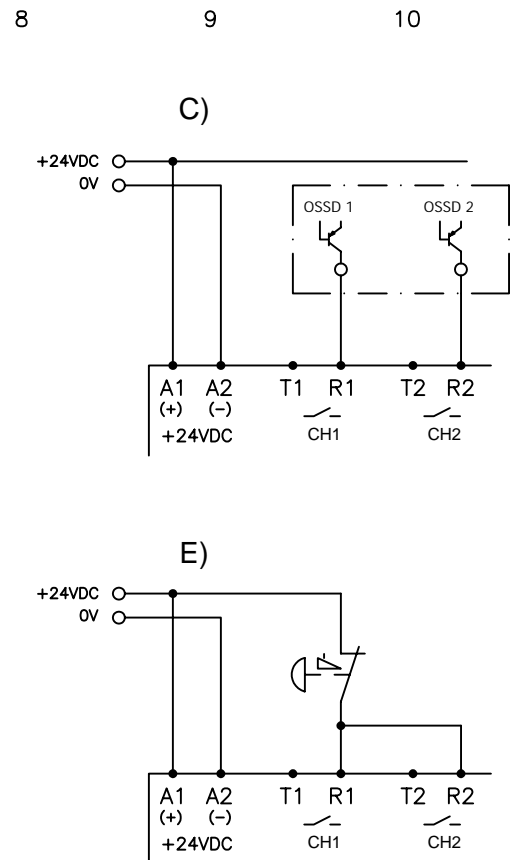 8 9 10
C)
+24VDC
0V
OSSD 1 OSSD 2
A1 A2 T1 R1 T2 R2
(+) (-)
+24VDC CH1 CH2
E)
+24VDC
0V
A1 A2 T1 R1 T2 R2
(+) (-)
+24VDC CH1 CH2